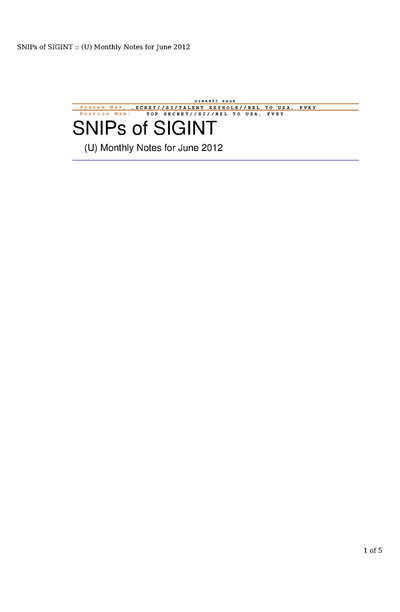 SNIPs of SIGINT :: (U) Monthly Notes for June 2012
DYNAMIC PAGE
System Max, .ECRET//SI/TALENT KEYHOLE//REL TO USA, FVEY
Portion Max: TOP SECRET//SI//REL TO USA, FVEY
SNIPs of SIGINT
(U) Monthly Notes for June 2012
1 of 5